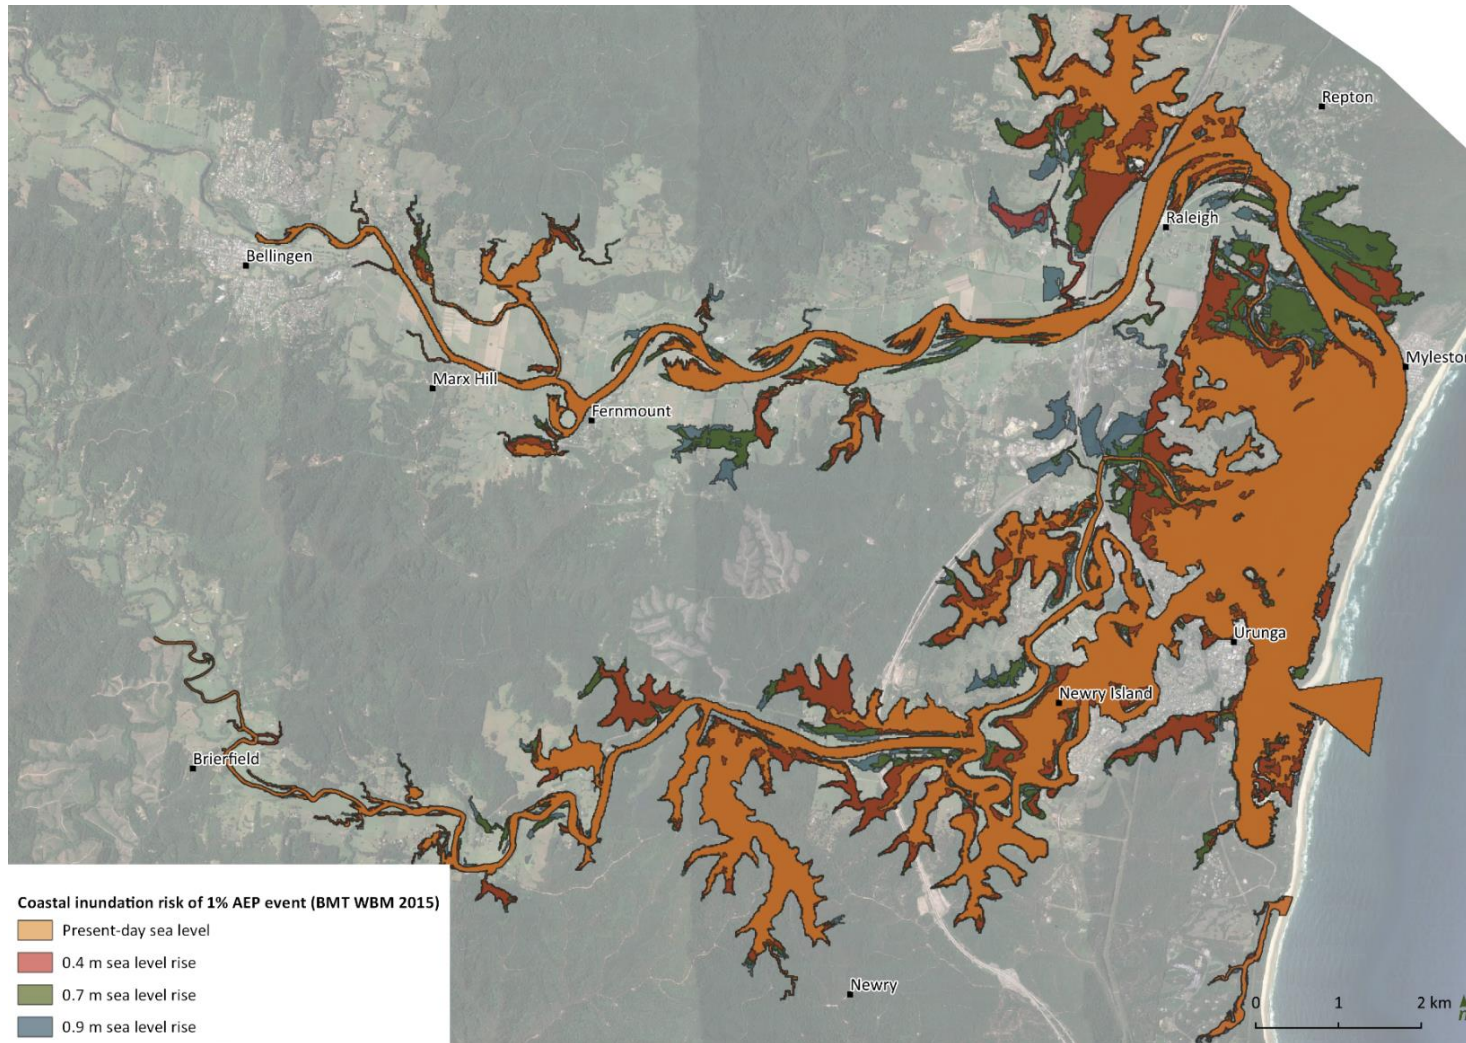 Repton
Raleigh
Bellingen
Myleston
Marx Hill
Fernmount
Urunga
Newry Island
Brierfield
Newry
Coastal inundation risk of 1% AEP event (BMT WBM 2015)
Present-day sea level
0.4 m sea level rise
0.7 m sea level rise
0.9 m sea level rise
0 1 2 km
n